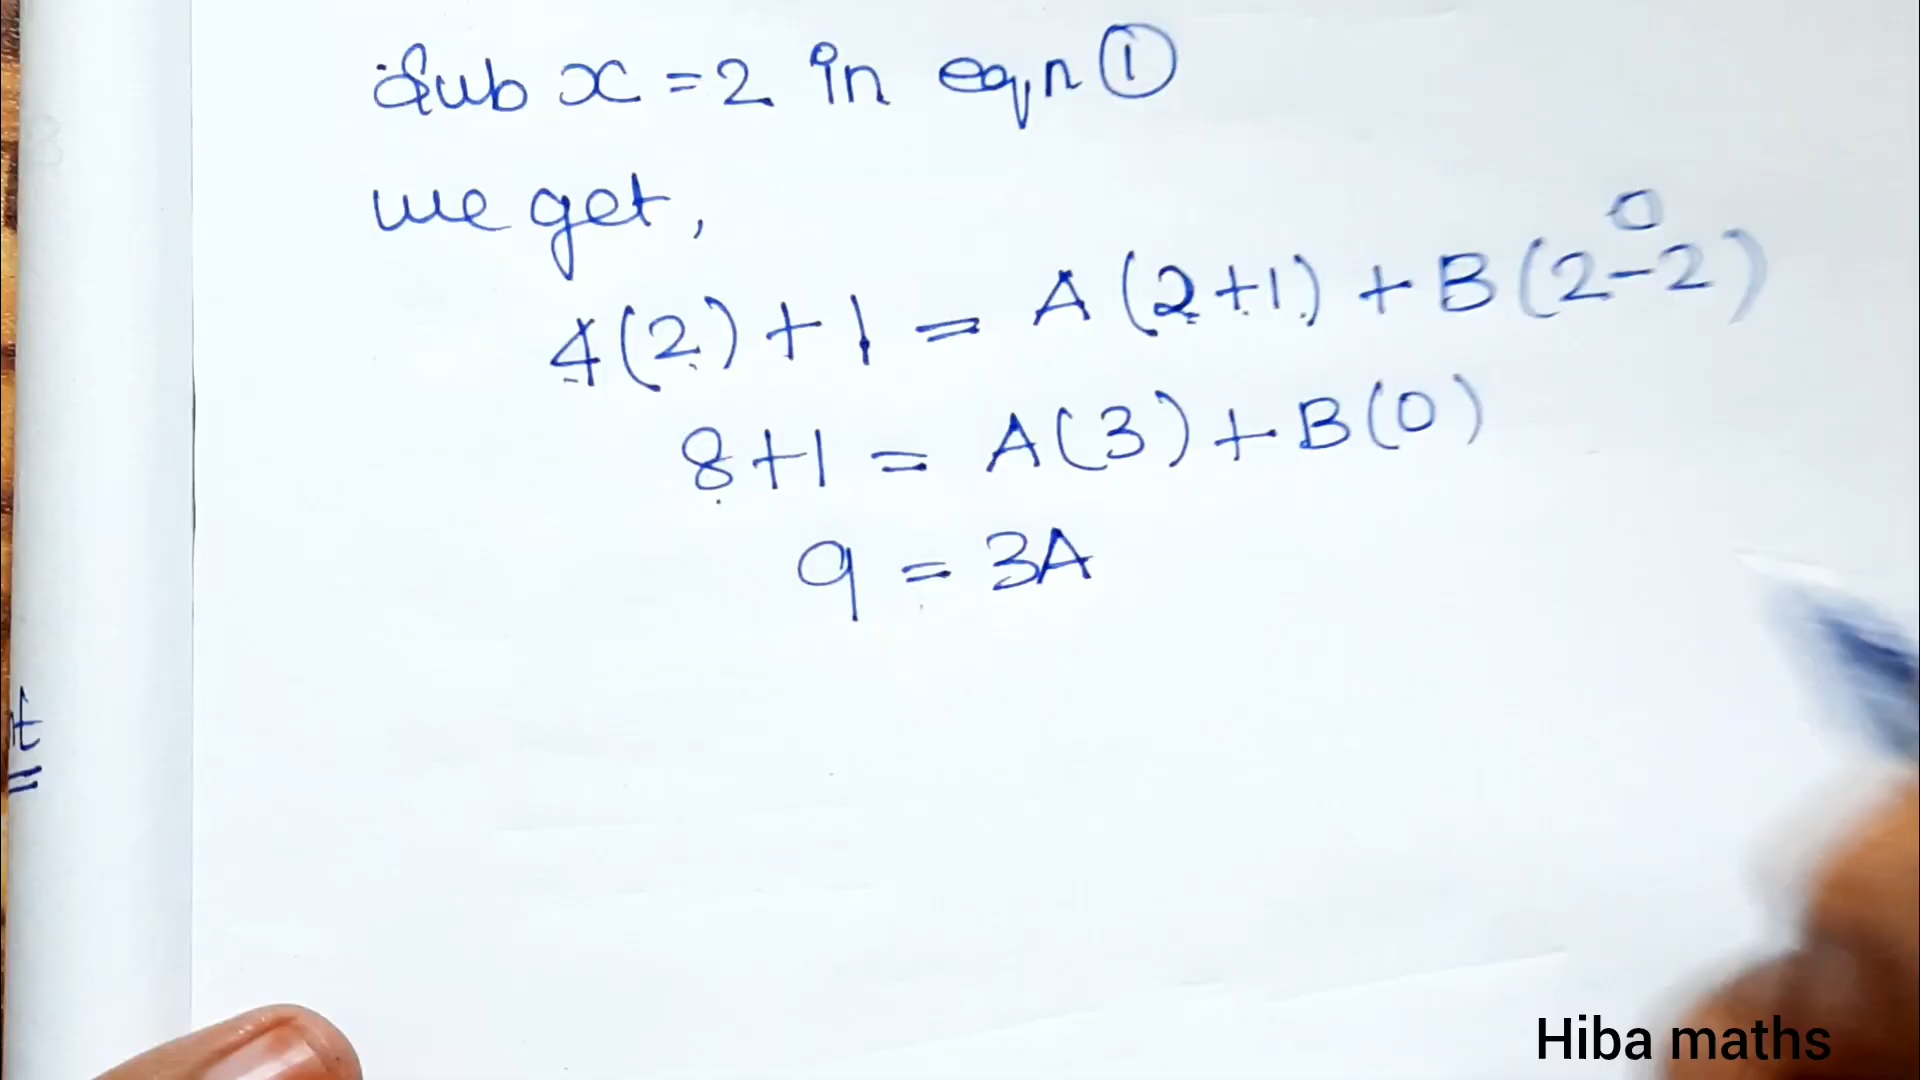 Sub x = 2 in eqn ①
we get,
0
4(2) + 1 = A(2+1) + B(2-2)
8+1 = A(3) + B(0)
9 = 3A
Hiba maths